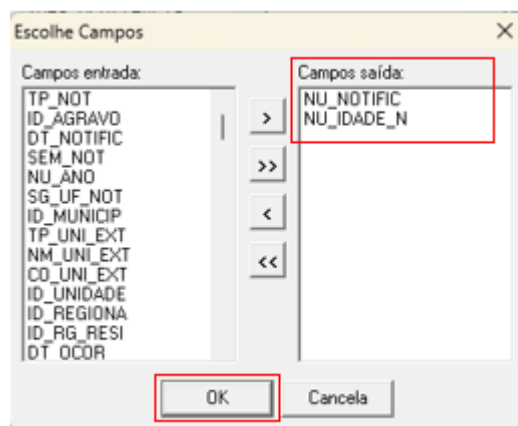 Escolhe Campos
Campos entrada:
TP_NOT
ID_AGRAVO
DT_NOTIFIC
SEM_NOT
NU_ANO
SG_UF_NOT
ID_MUNICIP
TP_UNI_EXT
NM_UNI_EXT
CO_UNI_EXT
ID_UNIDADE
ID_REGIONA
ID_RG_RESI
DT_OCOR
>
>>
<
<<
Campos saída:
NU_NOTIFIC
NU_IDADE_N
OK
Cancela